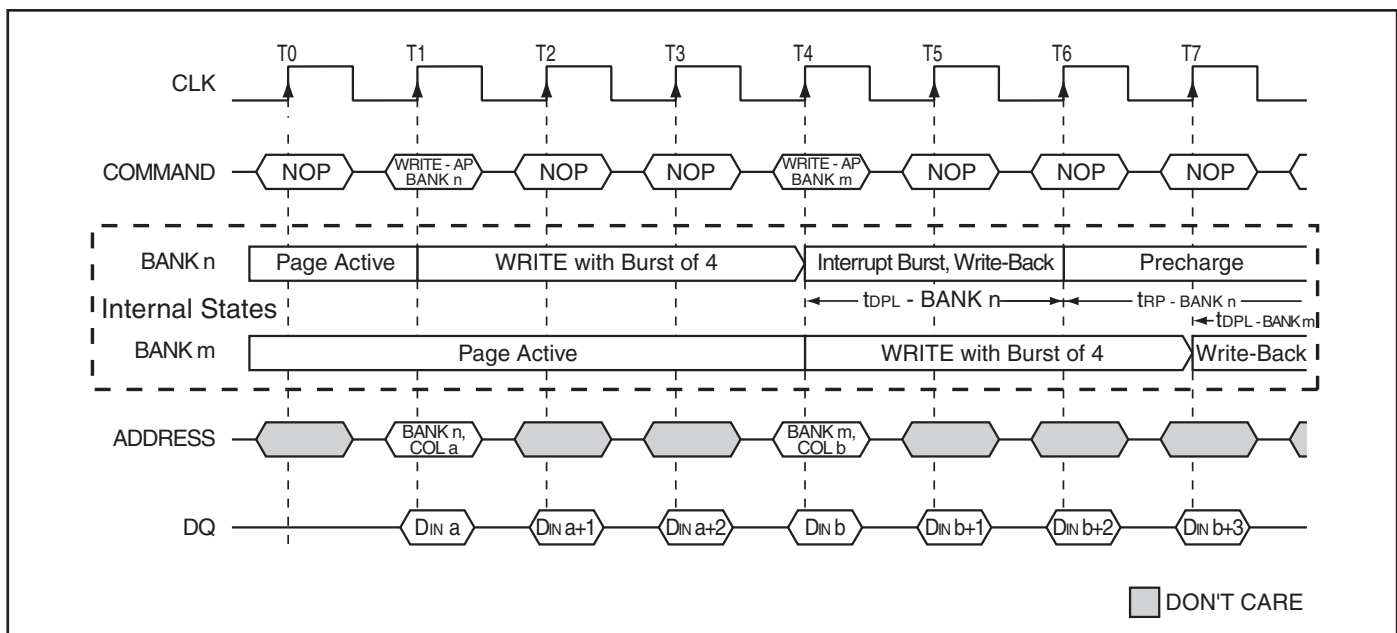 T0 T1 T2 T3 T4 T5 T6 T7
CLK
COMMAND NOP WRITE - AP BANK n NOP NOP WRITE - AP BANK m NOP NOP NOP
BANK n Page Active WRITE with Burst of 4 Interrupt Burst, Write-Back Precharge
tDPL - BANK n tRP - BANK n
Internal States
tDPL - BANK m
BANK m Page Active WRITE with Burst of 4 Write-Back
ADDRESS BANK n, COL a BANK m, COL b
DQ DIN a DIN a+1 DIN a+2 DIN b DIN b+1 DIN b+2 DIN b+3
DON'T CARE